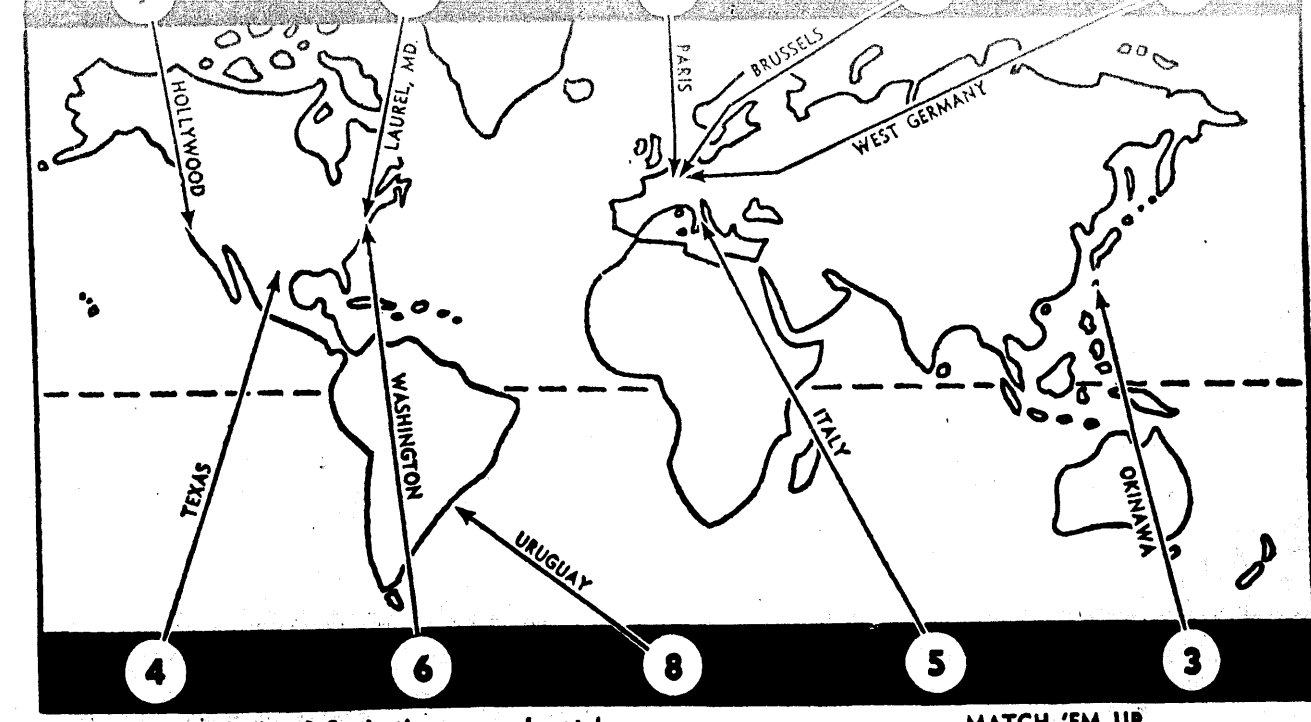 HOLLYWOOD
LAUREL, MD.
PARIS
BRUSSELS
WEST GERMANY
TEXAS
WASHINGTON
URUGUAY
ITALY
OKINAWA
4
6
8
5
3
MATCH 'EM UP